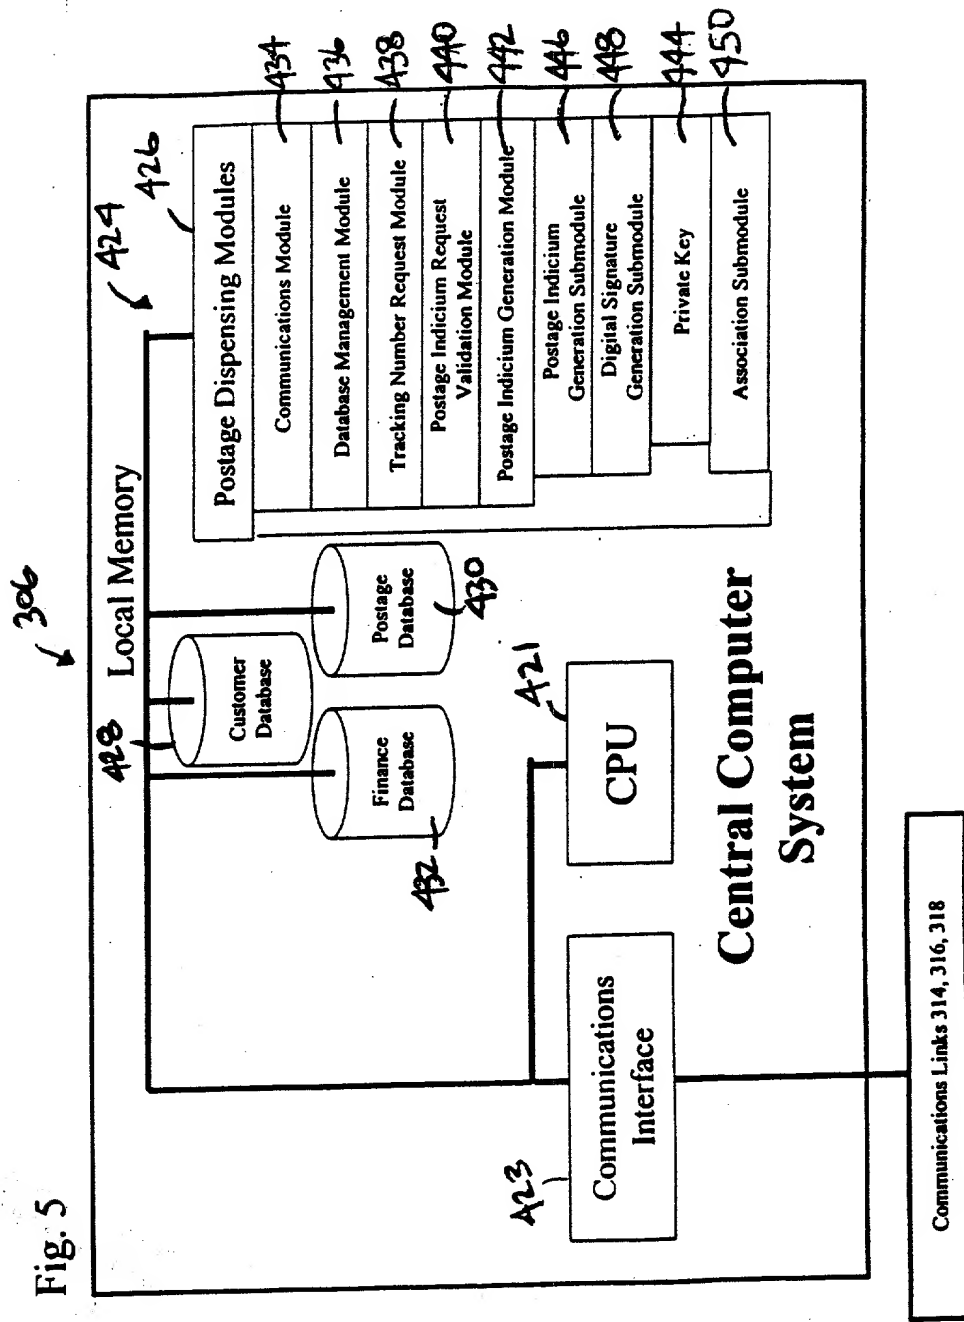 Fig. 5
306
Local Memory
424
428
Customer
Database
Finance
Database
432
Postage
Database
430
426
Postage Dispensing Modules
Communications Module
434
Database Management Module
436
Tracking Number Request Module
438
Postage Indicium Request
Validation Module
440
Postage Indicium Generation Module
442
Postage Indicium
Generation Submodule
446
Digital Signature
Generation Submodule
448
Private Key
444
Association Submodule
450
423
Communications
Interface
421
CPU
Central Computer
System
Communications Links 314, 316, 318